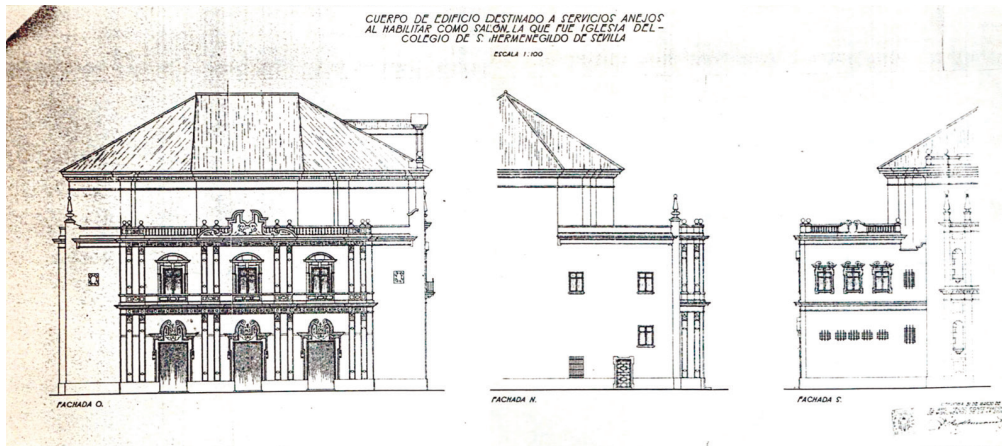 CUERPO DE EDIFICIO DESTINADO A SERVICIOS ANEJOS
AL HABILITAR COMO SALÓN, LA QUE FUE IGLESIA DEL-
COLEGIO DE S. HERMENEGILDO DE SEVILLA
ESCALA 1:100
FACHADA O.
FACHADA N.
FACHADA S.